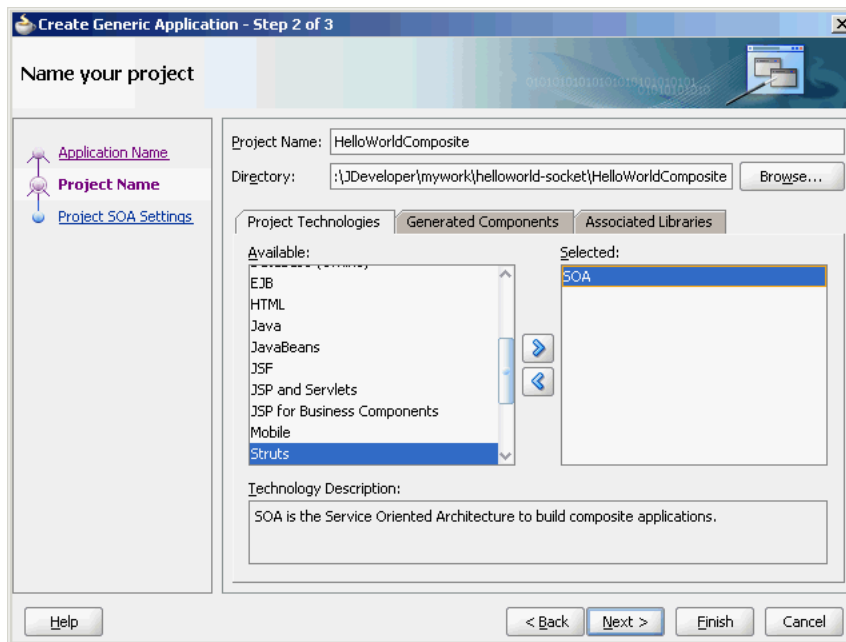 Create Generic Application - Step 2 of 3
Name your project
Application Name
Project Name
Project SOA Settings
Project Name: HelloWorldComposite
Directory: :\JDeveloper\mywork\helloworld-socket\HelloWorldComposite Browse...
Project Technologies Generated Components Associated Libraries
Available:
EJB
HTML
Java
JavaBeans
JSF
JSP and Servlets
JSP for Business Components
Mobile
Struts
Selected:
SOA
Technology Description:
SOA is the Service Oriented Architecture to build composite applications.
Help < Back Next > Finish Cancel